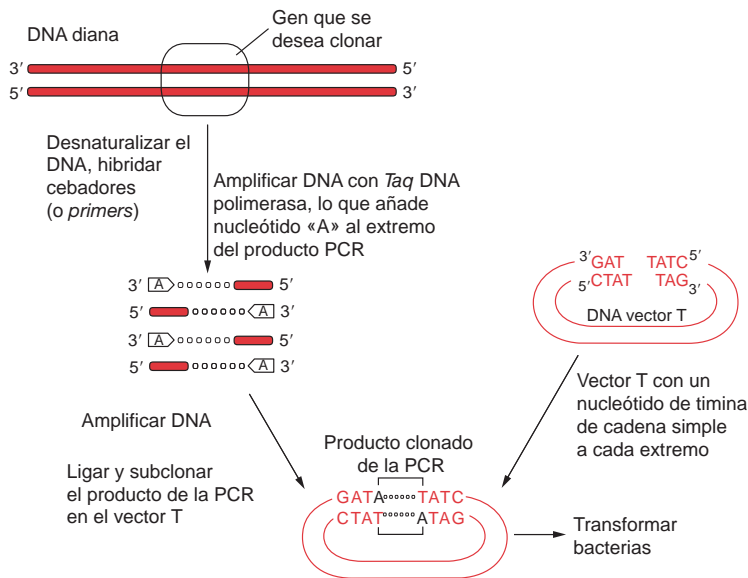 DNA diana
Gen que se
desea clonar
3′ 5′
5′ 3′
Desnaturalizar el
DNA, hibridar
cebadores
(o primers)
Amplificar DNA con Taq DNA
polimerasa, lo que añade
nucleótido «A» al extremo
del producto PCR
3′ A 5′
5′ A 3′
3′ A 5′
5′ A 3′
3′GAT TATC5′
5′CTAT TAG3′
DNA vector T
Vector T con un
nucleótido de timina
de cadena simple
a cada extremo
Amplificar DNA
Ligar y subclonar
el producto de la PCR
en el vector T
Producto clonado
de la PCR
GATA TATC
CTAT ATAG
Transformar
bacterias